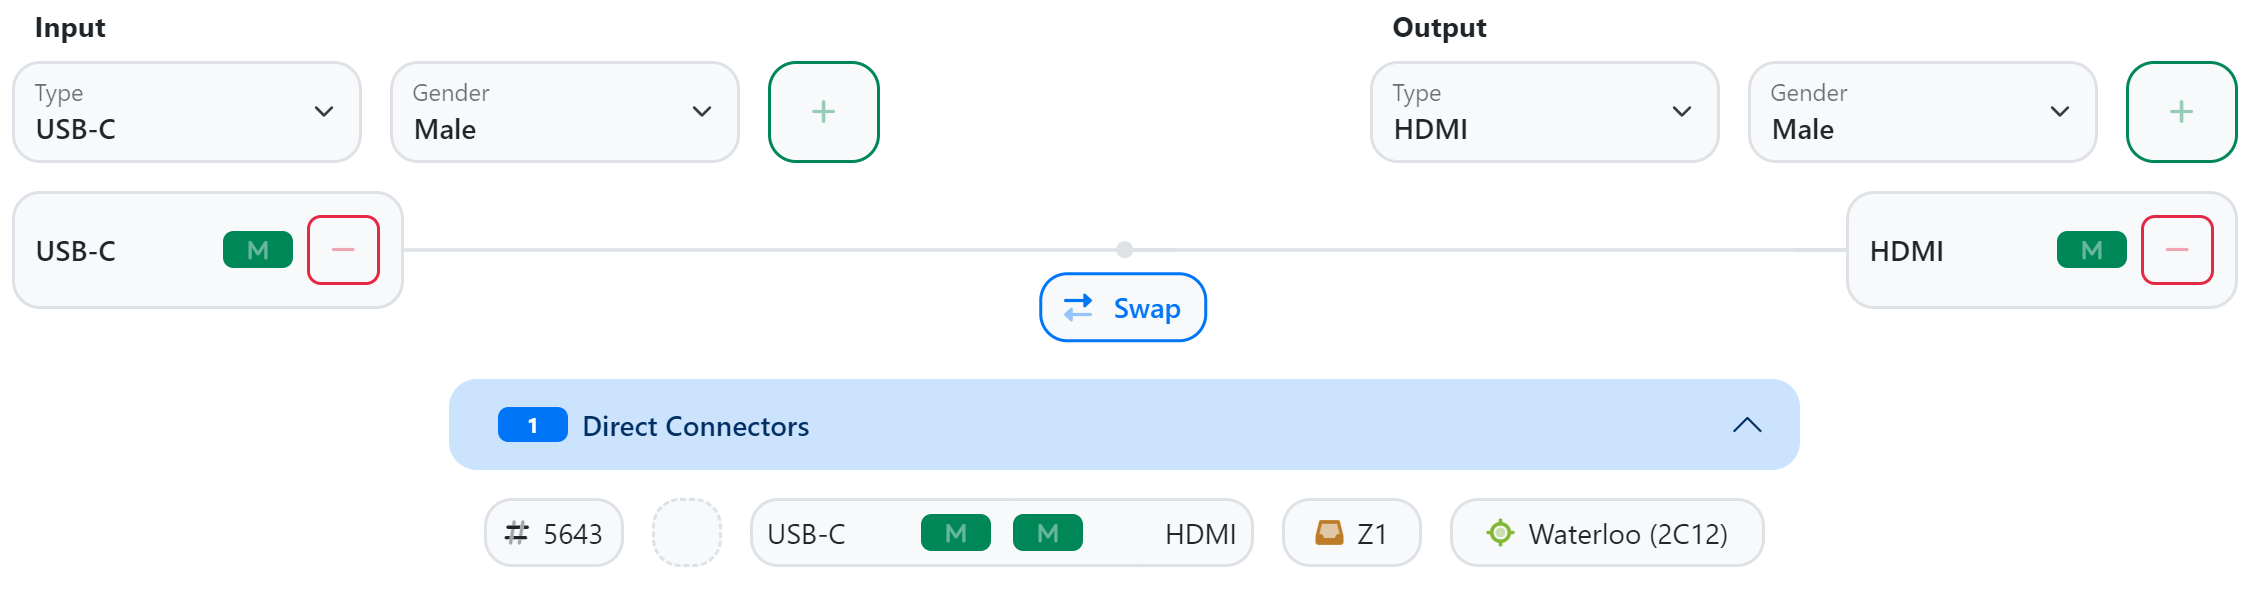 Input
Output
Type
USB-C
Gender
Male
+
Type
HDMI
Gender
Male
+
USB-C
M
HDMI
M
Swap
1
Direct Connectors
# 5643
USB-C M M HDMI
Z1
Waterloo (2C12)